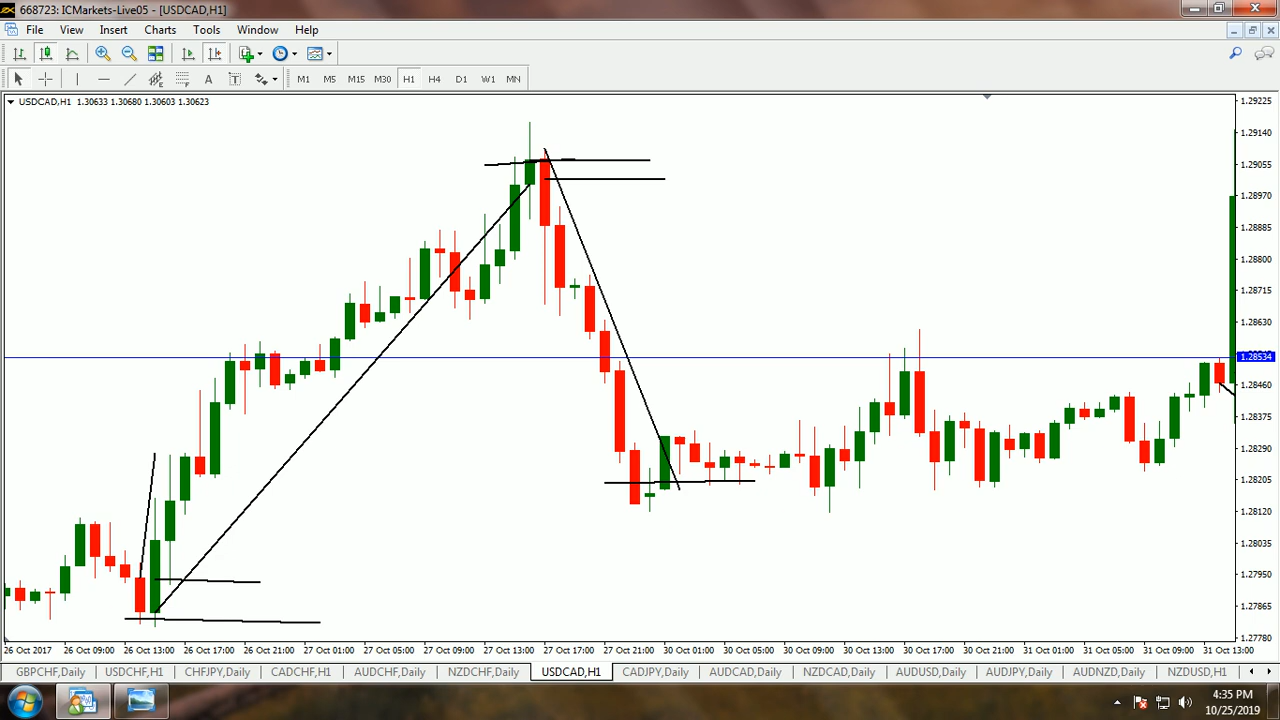 668723: ICMarkets-Live05 - [USDCAD,H1]
File View Insert Charts Tools Window Help
A T M1 M5 M15 M30 H1 H4 D1 W1 MN
USDCAD,H1 1.30633 1.30680 1.30603 1.30623
1.29225
1.29140
1.29055
1.28970
1.28885
1.28800
1.28715
1.28630
1.28534
1.28460
1.28375
1.28290
1.28205
1.28120
1.28035
1.27950
1.27865
1.27780
26 Oct 2017 26 Oct 09:00 26 Oct 13:00 26 Oct 17:00 26 Oct 21:00 27 Oct 01:00 27 Oct 05:00 27 Oct 09:00 27 Oct 13:00 27 Oct 17:00 27 Oct 21:00 30 Oct 01:00 30 Oct 05:00 30 Oct 09:00 30 Oct 13:00 30 Oct 17:00 30 Oct 21:00 31 Oct 01:00 31 Oct 05:00 31 Oct 09:00 31 Oct 13:00
GBPCHF,Daily USDCHF,H1 CHFJPY,Daily CADCHF,H1 AUDCHF,Daily NZDCHF,Daily USDCAD,H1 CADJPY,Daily AUDCAD,Daily NZDCAD,Daily AUDUSD,Daily AUDJPY,Daily AUDNZD,Daily NZDUSD,H1
4:35 PM
10/25/2019